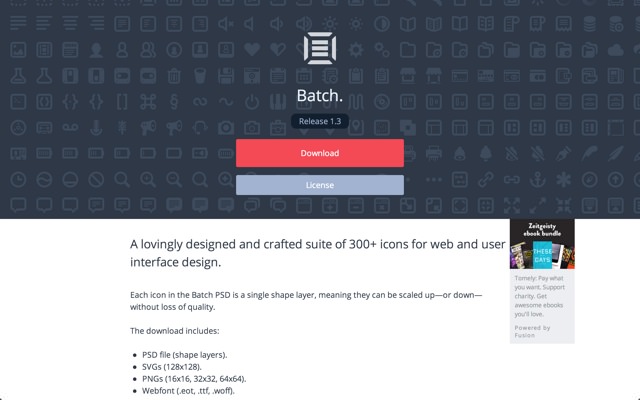 Batch.
Release 1.3
Download
License
A lovingly designed and crafted suite of 300+ icons for web and user
interface design.
Each icon in the Batch PSD is a single shape layer, meaning they can be scaled up—or down—
without loss of quality.
The download includes:
PSD file (shape layers).
SVGs (128x128).
PNGs (16x16, 32x32, 64x64).
Webfont (.eot, .ttf, .woff).
Zeitgeisty
ebook bundle
THESE
DAYS
Tomely: Pay what
you want. Support
charity. Get
awesome ebooks
you'll love.
Powered by
Fusion